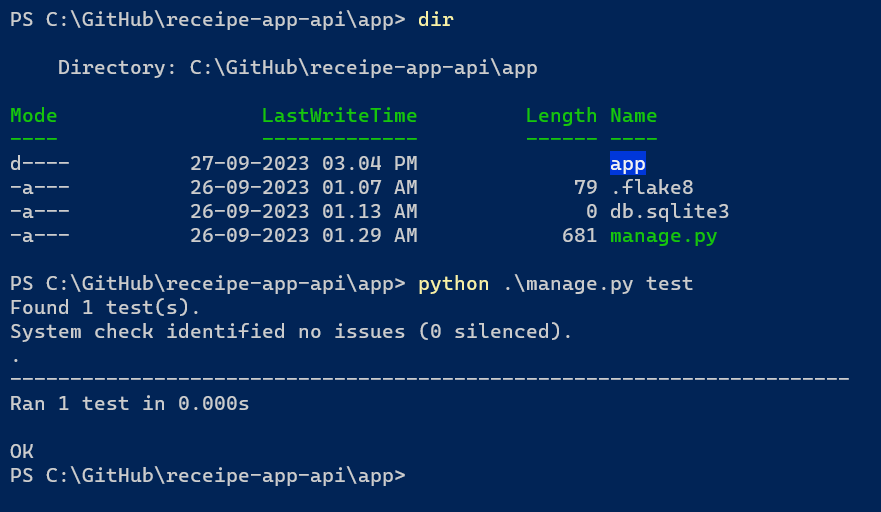 PS C:\GitHub\receipe-app-api\app> dir
Directory: C:\GitHub\receipe-app-api\app
Mode                 LastWriteTime         Length Name
----                 -------------         ------ ----
d----          27-09-2023 03.04 PM                app
-a---          26-09-2023 01.07 AM             79 .flake8
-a---          26-09-2023 01.13 AM              0 db.sqlite3
-a---          26-09-2023 01.29 AM            681 manage.py
PS C:\GitHub\receipe-app-api\app> python .\manage.py test
Found 1 test(s).
System check identified no issues (0 silenced).
.
----------------------------------------------------------------------
Ran 1 test in 0.000s
OK
PS C:\GitHub\receipe-app-api\app>